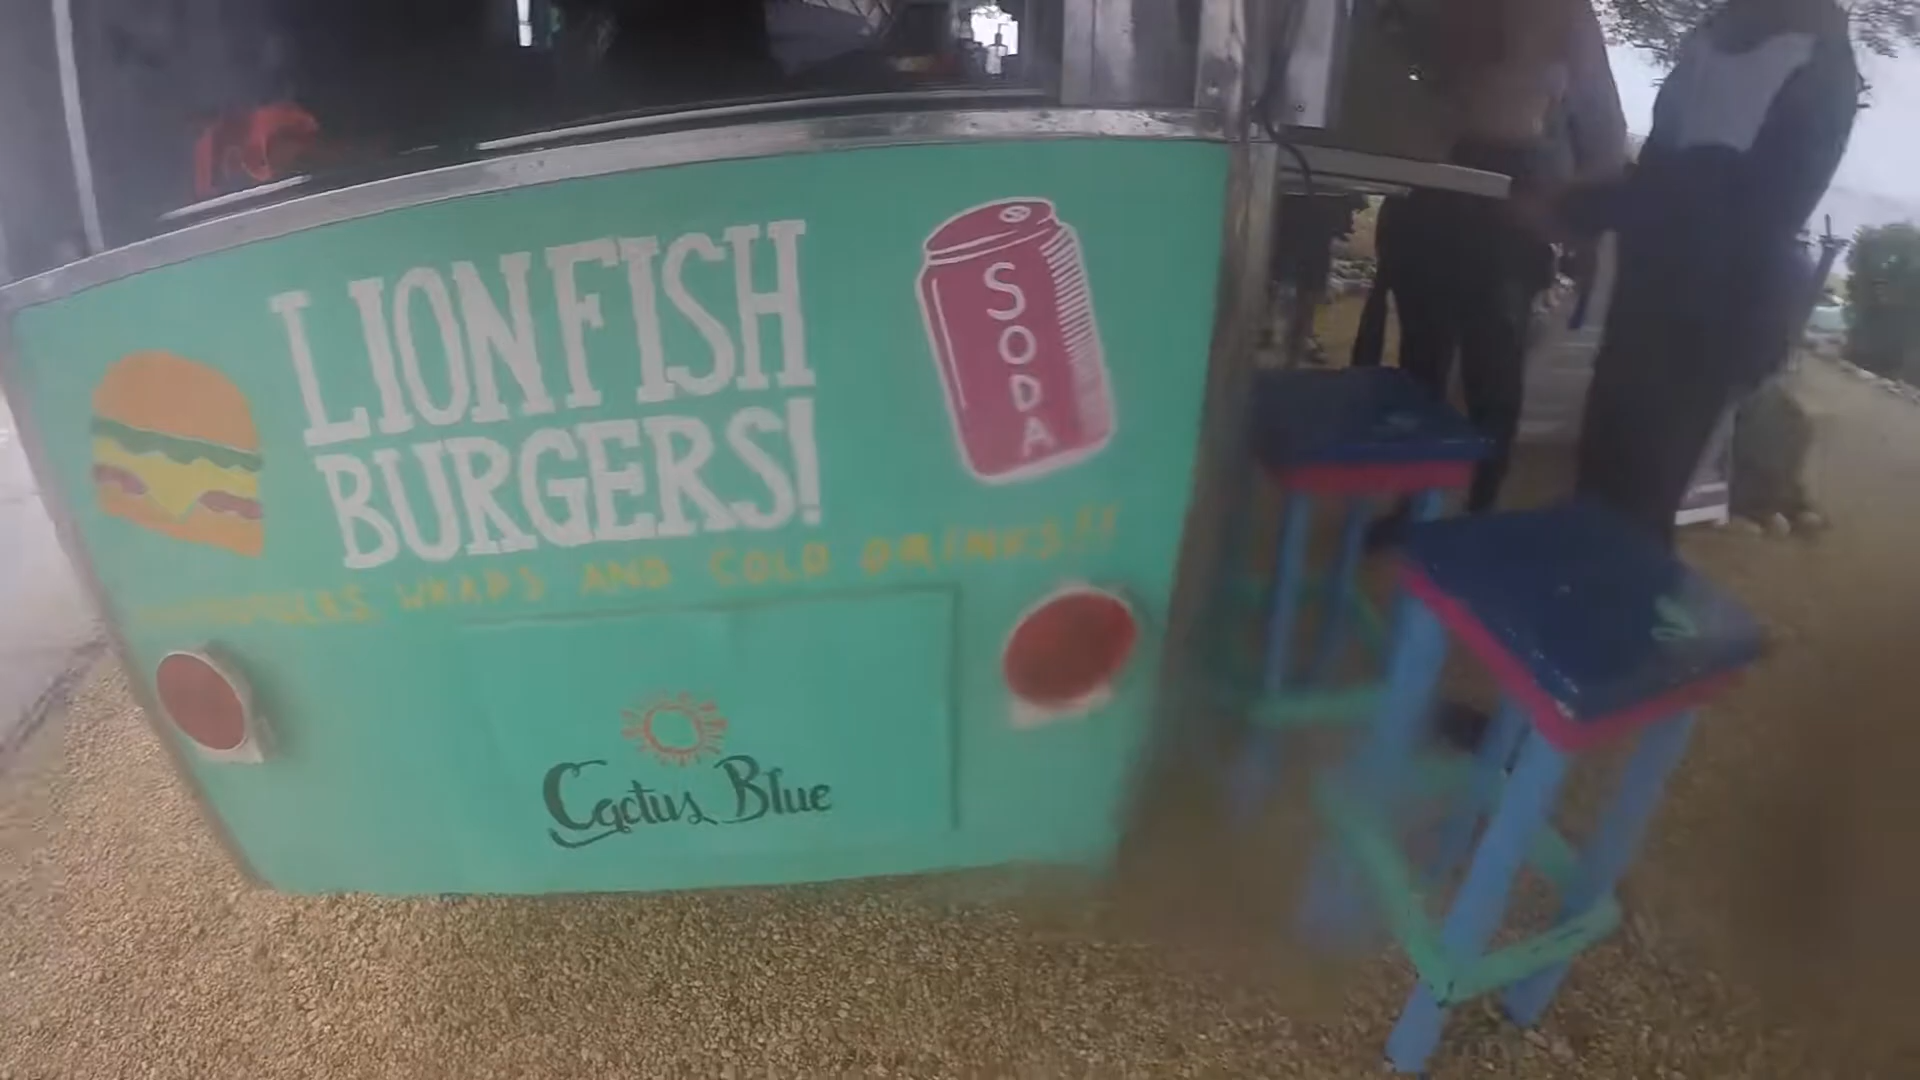 LIONFISH
BURGERS!
SODA
WRAPS AND COLD DRINKS!!
Cactus Blue